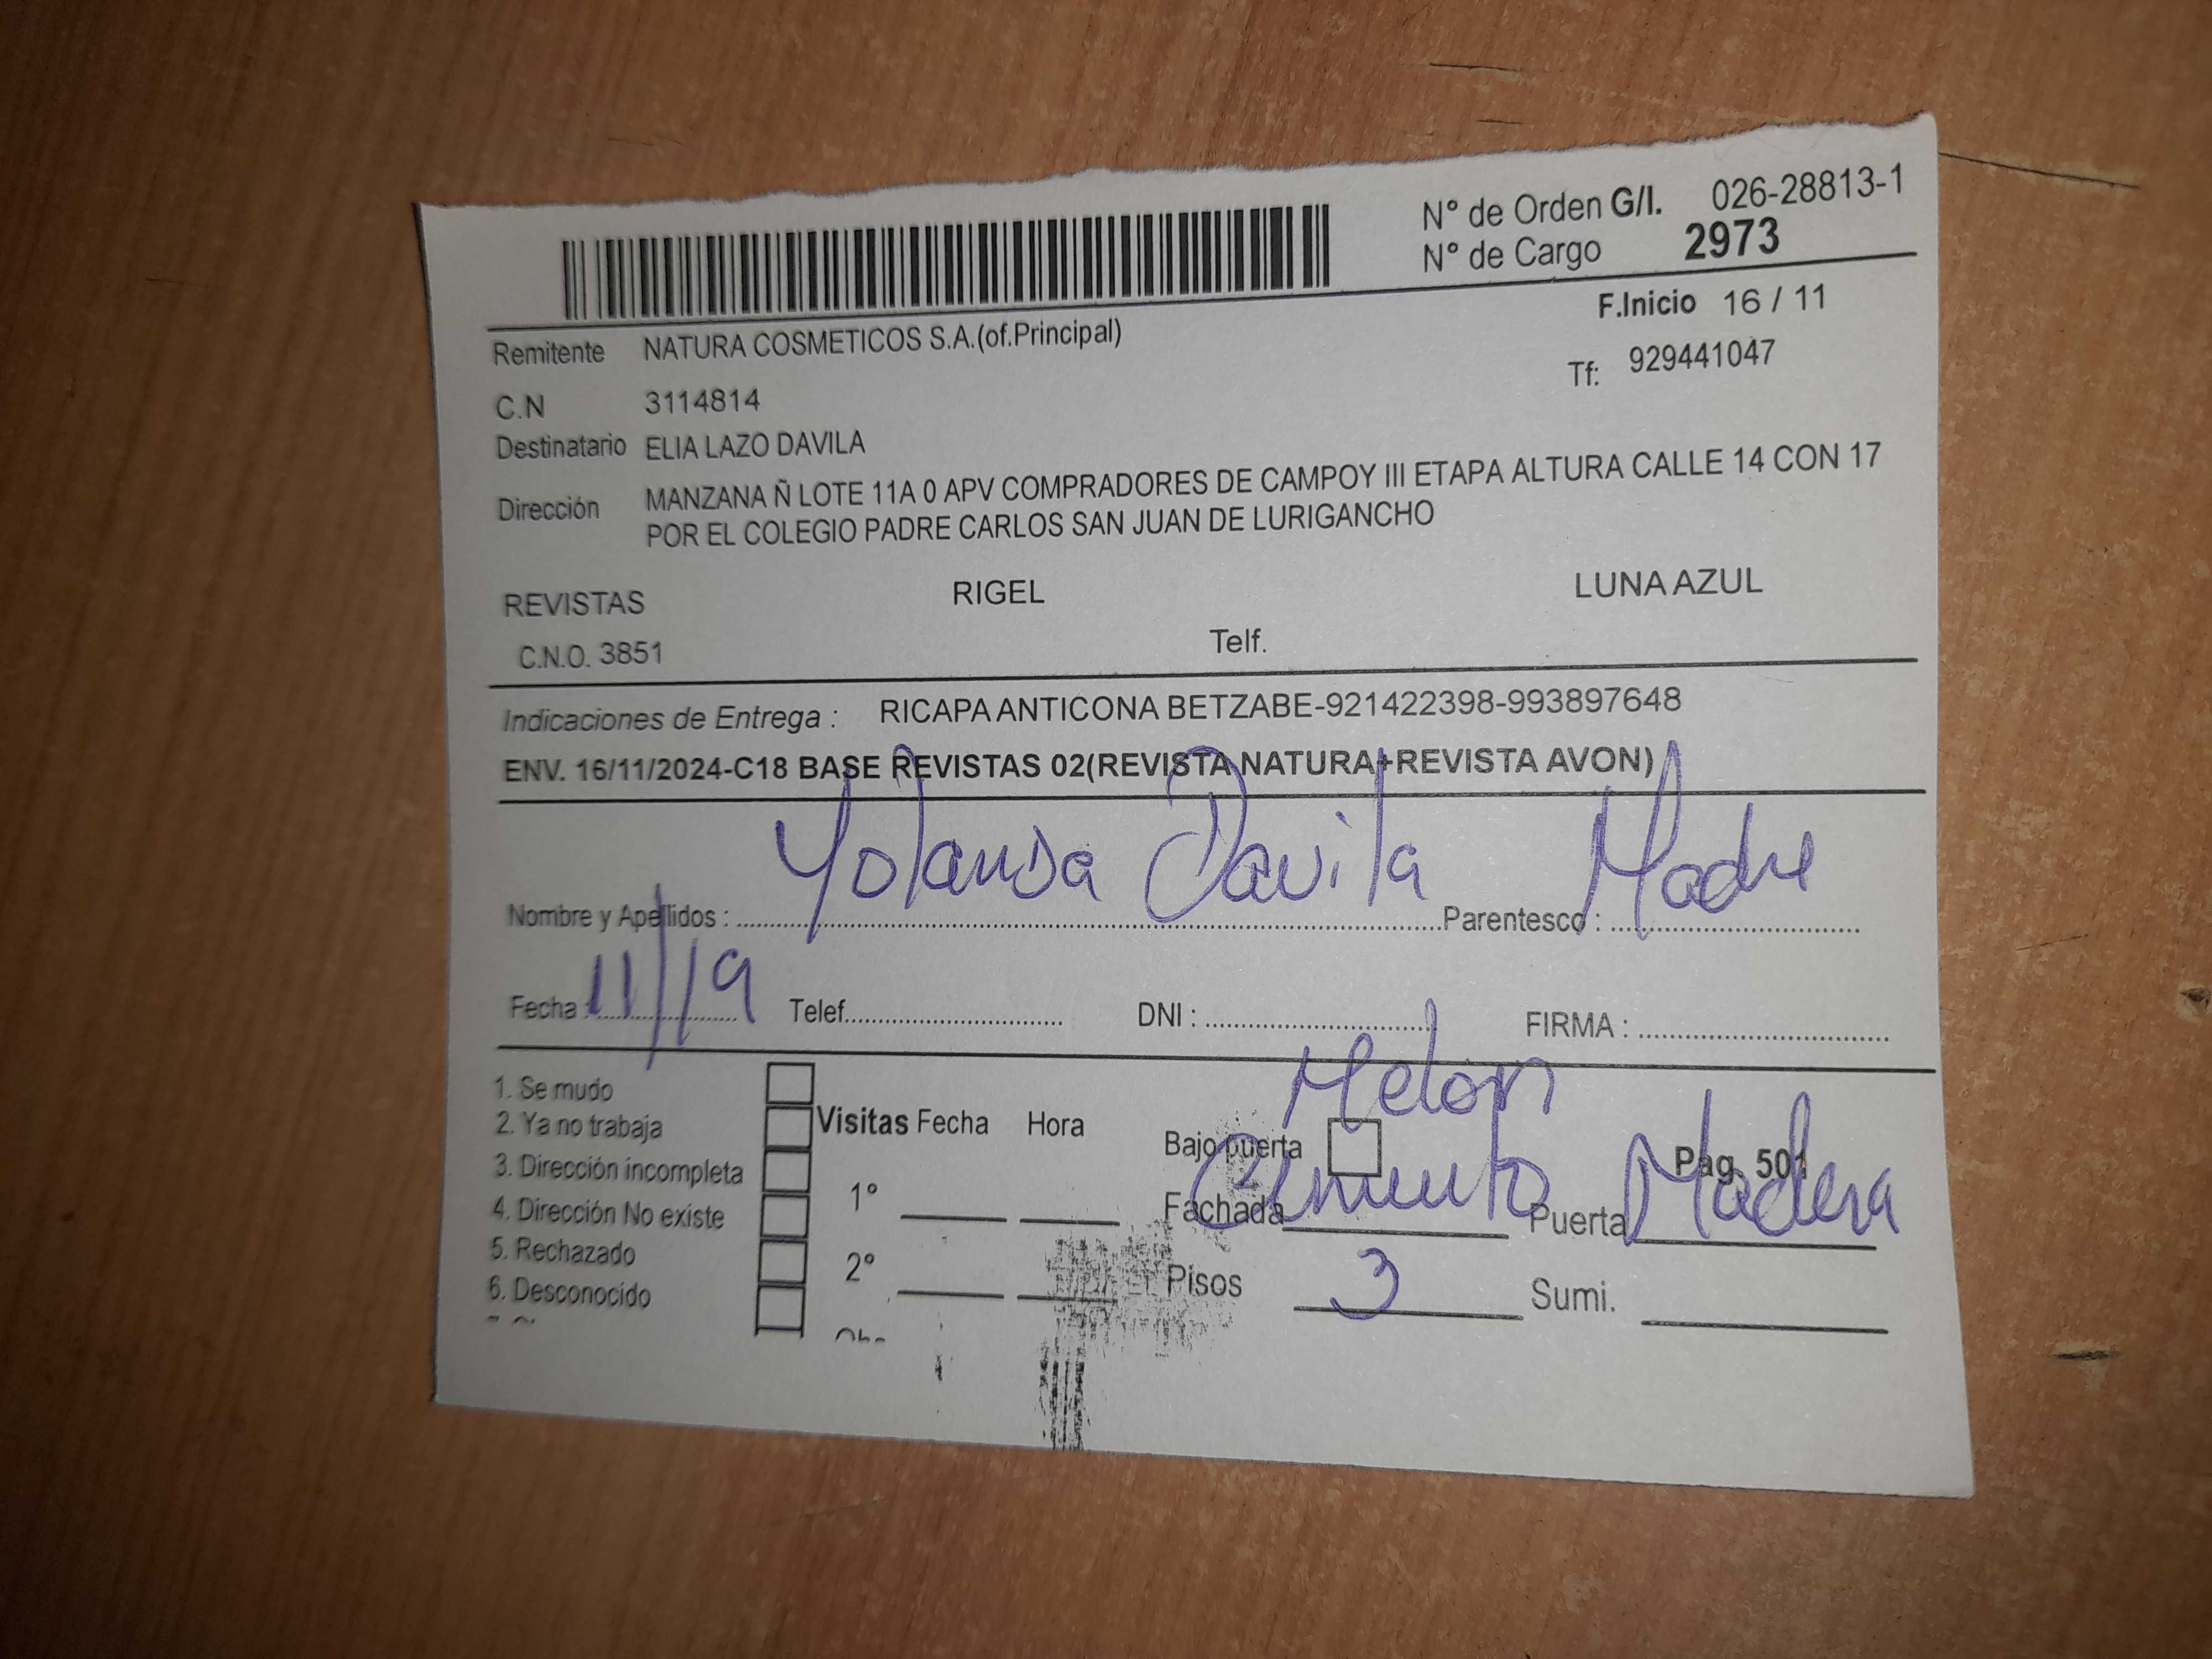 N° de Orden G/I. 026-28813-1
N° de Cargo 2973
F.Inicio 16 / 11
Remitente NATURA COSMETICOS S.A.(of.Principal)
Tf: 929441047
C.N 3114814
Destinatario ELIA LAZO DAVILA
Dirección MANZANA Ñ LOTE 11A 0 APV COMPRADORES DE CAMPOY III ETAPA ALTURA CALLE 14 CON 17
POR EL COLEGIO PADRE CARLOS SAN JUAN DE LURIGANCHO
REVISTAS RIGEL LUNA AZUL
C.N.O. 3851 Telf.
Indicaciones de Entrega : RICAPA ANTICONA BETZABE-921422398-993897648
ENV. 16/11/2024-C18 BASE REVISTAS 02(REVISTA NATURA+REVISTA AVON)
Nombre y Apellidos : Yolanda Davila Parentesco : Madre
Fecha : 11/19 Telef. DNI : FIRMA :
Melon
1. Se mudo
2. Ya no trabaja
3. Dirección incompleta
4. Dirección No existe
5. Rechazado
6. Desconocido
Visitas Fecha Hora
1°
2°
Bajo puerta Pag. 501
Fachada Cemento Puerta Madera
Pisos 3 Sumi.